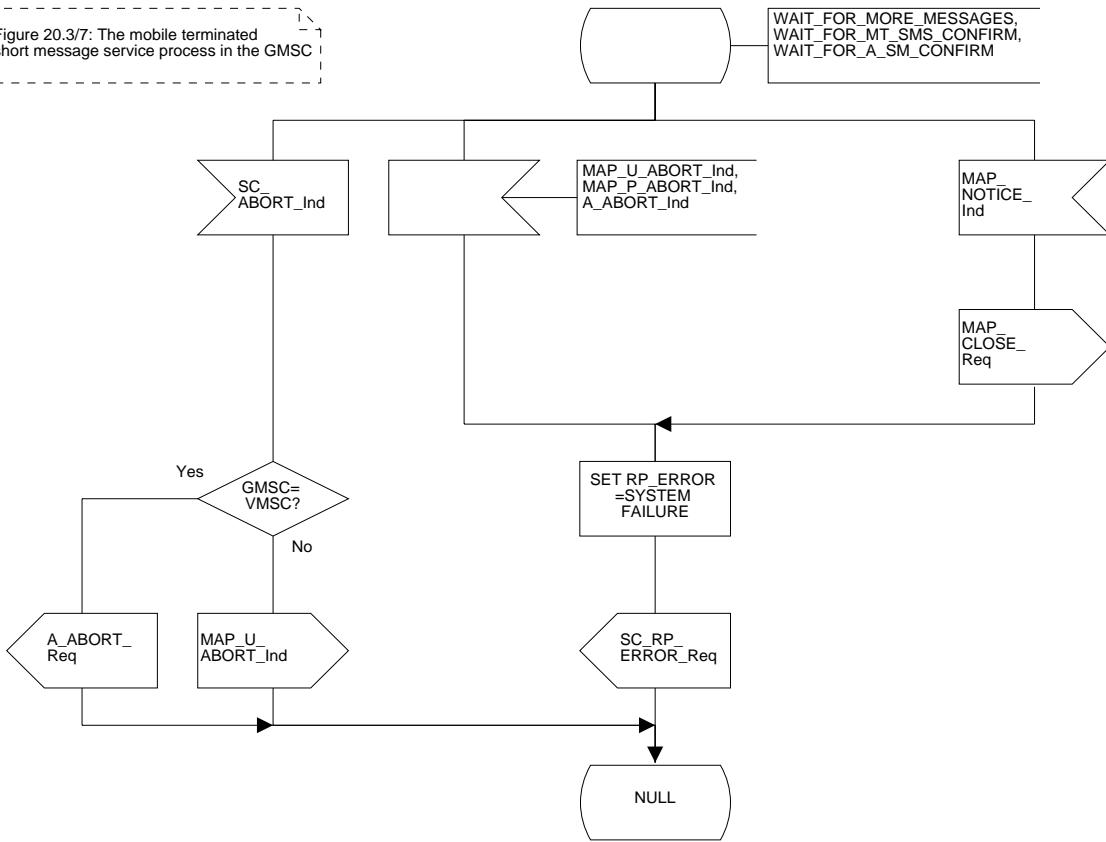 Figure 20.3/7: The mobile terminated
short message service process in the GMSC
WAIT_FOR_MORE_MESSAGES,
WAIT_FOR_MT_SMS_CONFIRM,
WAIT_FOR_A_SM_CONFIRM
SC_
ABORT_Ind
MAP_U_ABORT_Ind,
MAP_P_ABORT_Ind,
A_ABORT_Ind
MAP_
NOTICE_
Ind
MAP_
CLOSE_
Req
Yes
GMSC=
VMSC?
No
SET RP_ERROR
=SYSTEM
FAILURE
A_ABORT_
Req
MAP_U_
ABORT_Ind
SC_RP_
ERROR_Req
NULL